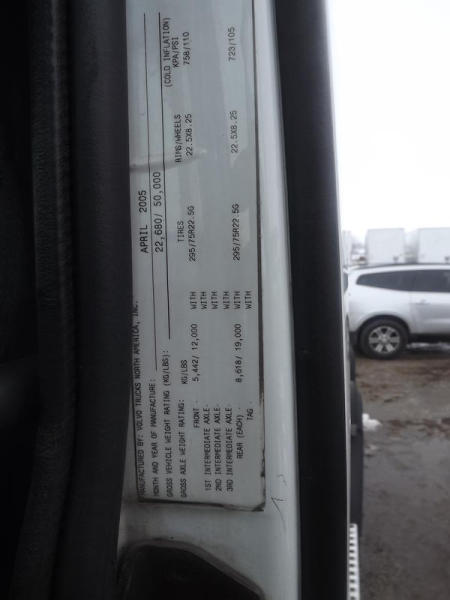 MANUFACTURED BY: VOLVO TRUCKS NORTH AMERICA, INC.
MONTH AND YEAR OF MANUFACTURE: APRIL 2005
GROSS VEHICLE WEIGHT RATING (KG/LBS): 22,680/ 50,000
GROSS AXLE WEIGHT RATING: KG/LBS TIRES RIMS/WHEELS (COLD INFLATION) KPA/PSI
FRONT- 5,442/ 12,000 WITH 295/75R22.5G 22.5X8.25 758/110
1ST INTERMEDIATE AXLE- WITH
2ND INTERMEDIATE AXLE- WITH
3RD INTERMEDIATE AXLE- WITH
REAR (EACH)- 8,618/ 19,000 WITH 295/75R22.5G 22.5X8.25 723/105
TAG- WITH